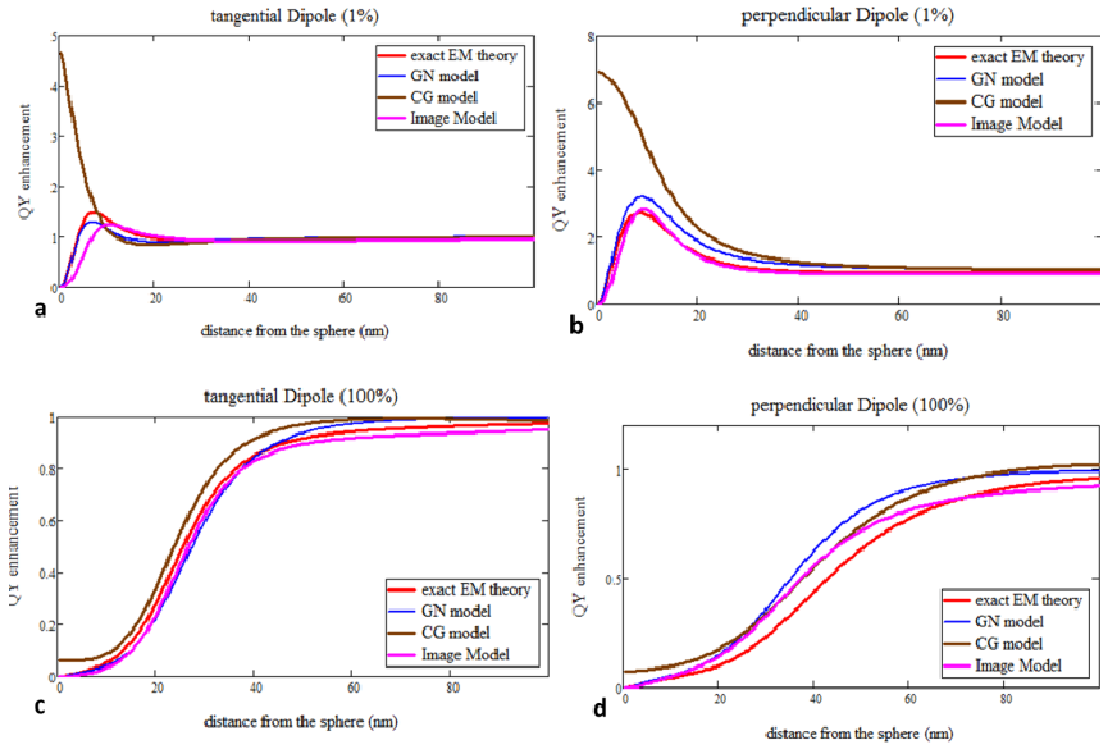 tangential Dipole (1%)
5
4
3
2
1
0
0
20
40
60
80
QY enhancement
distance from the sphere (nm)
exact EM theory
GN model
CG model
Image Model
a
perpendicular Dipole (1%)
8
6
4
2
0
0
20
40
60
80
QY enhancement
distance from the sphere (nm)
exact EM theory
GN model
CG model
Image Model
b
tangential Dipole (100%)
1
0.8
0.6
0.4
0.2
0
0
20
40
60
80
QY enhancement
distance from the sphere (nm)
exact EM theory
GN model
CG model
Image Model
c
perpendicular Dipole (100%)
1
0.5
0
0
20
40
60
80
QY enhancement
distance from the sphere (nm)
exact EM theory
GN model
CG model
Image Model
d